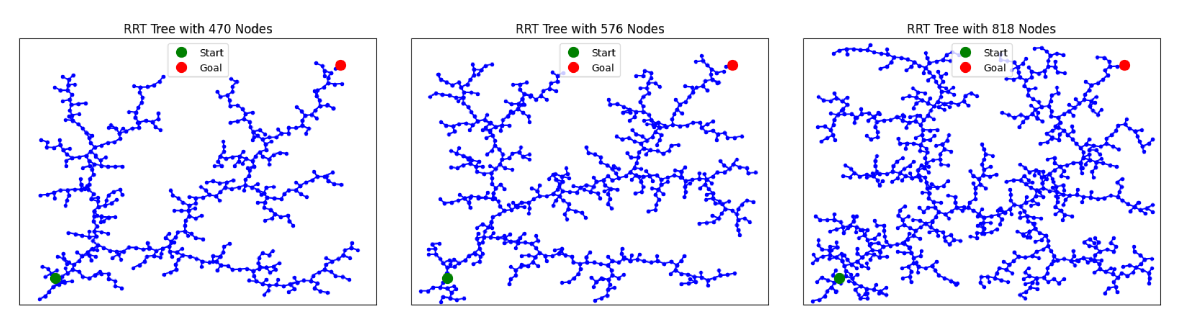 RRT Tree with 470 Nodes
Start
Goal
RRT Tree with 576 Nodes
Start
Goal
RRT Tree with 818 Nodes
Start
Goal